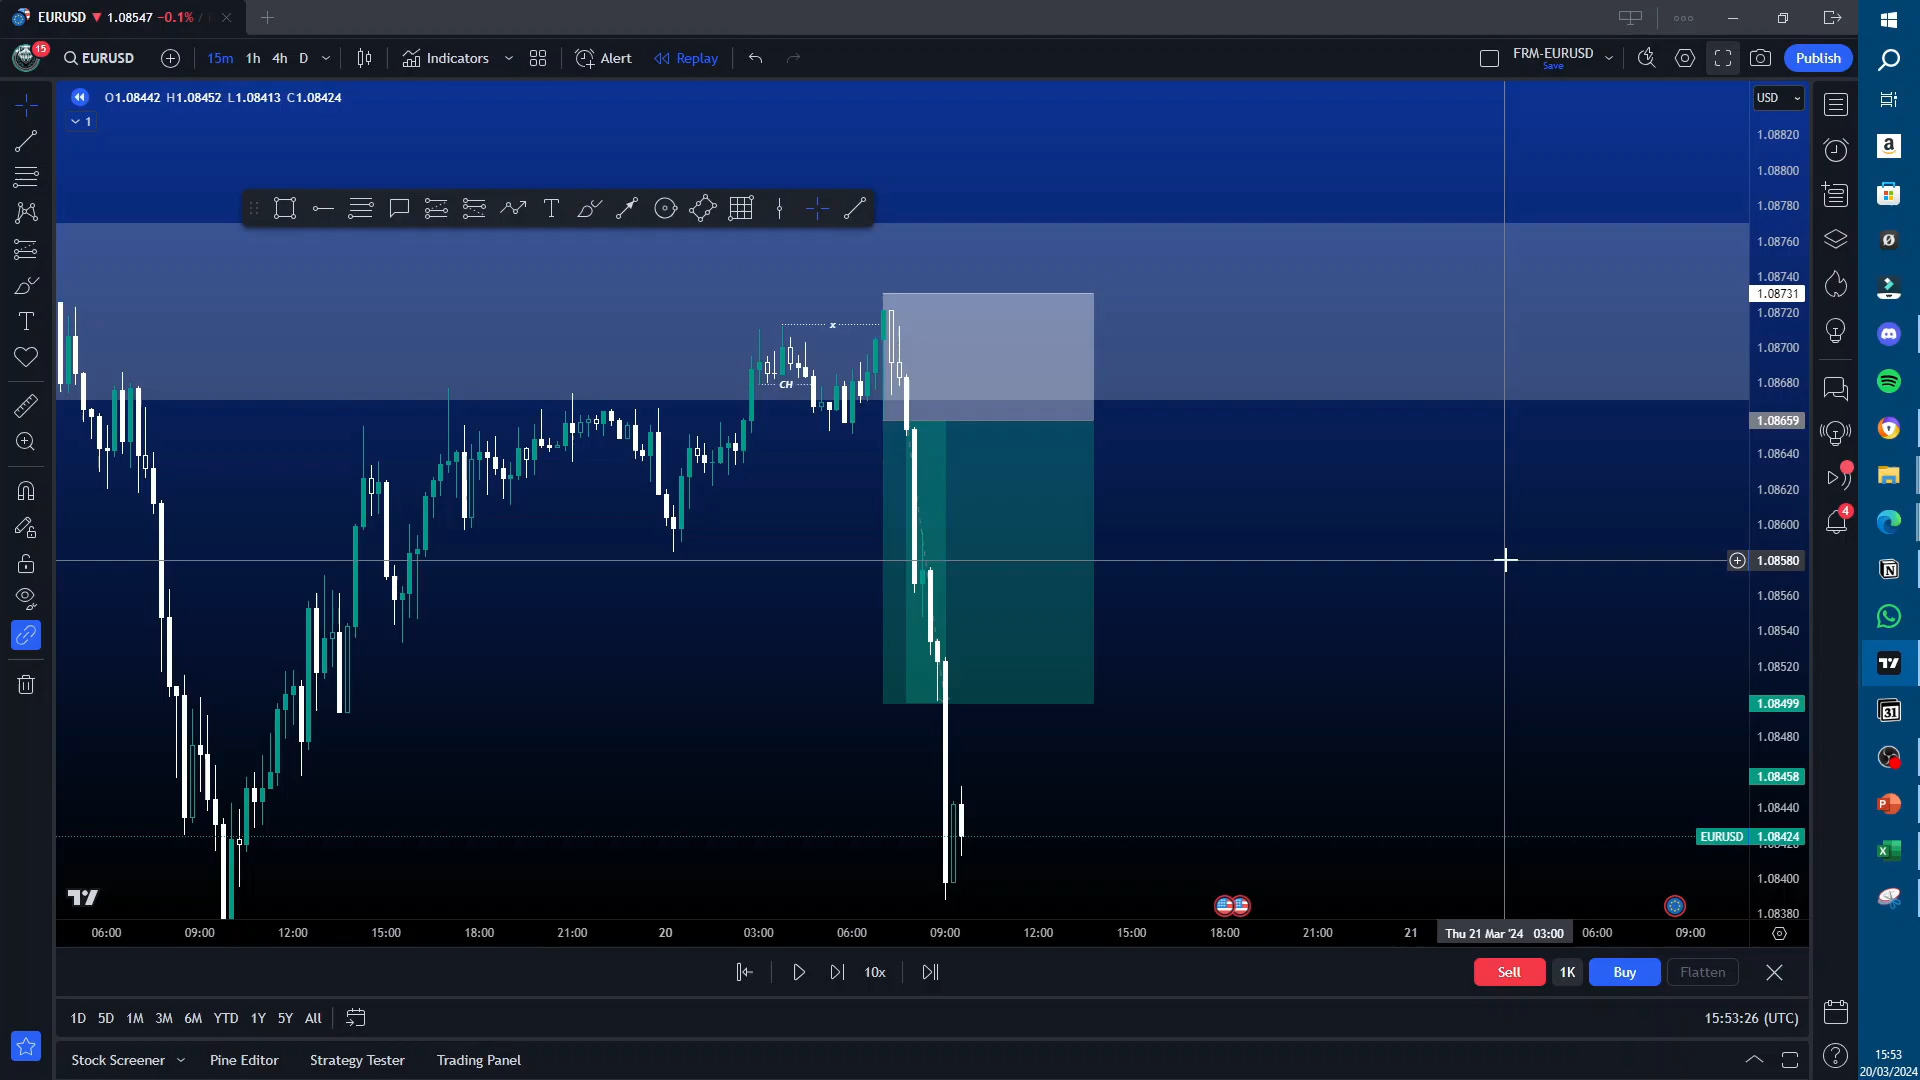 EURUSD ▼ 1.08547 −0.1% /
15
EURUSD
15m 1h 4h D
Indicators
Alert
Replay
FRM-EURUSD
Save
Publish
O1.08442 H1.08452 L1.08413 C1.08424
1
USD
1.08820
1.08800
1.08780
1.08760
1.08740
1.08731
1.08720
1.08700
1.08680
1.08659
1.08640
1.08620
1.08600
1.08580
1.08560
1.08540
1.08520
1.08499
1.08480
1.08458
1.08440
EURUSD 1.08424
1.08400
1.08380
x
CH
06:00 09:00 12:00 15:00 18:00 21:00 20 03:00 06:00 09:00 12:00 15:00 18:00 21:00 21 Thu 21 Mar '24 03:00 06:00 09:00
10x
Sell 1K Buy Flatten
1D 5D 1M 3M 6M YTD 1Y 5Y All
15:53:26 (UTC)
Stock Screener Pine Editor Strategy Tester Trading Panel
4
31
15:53
20/03/2024